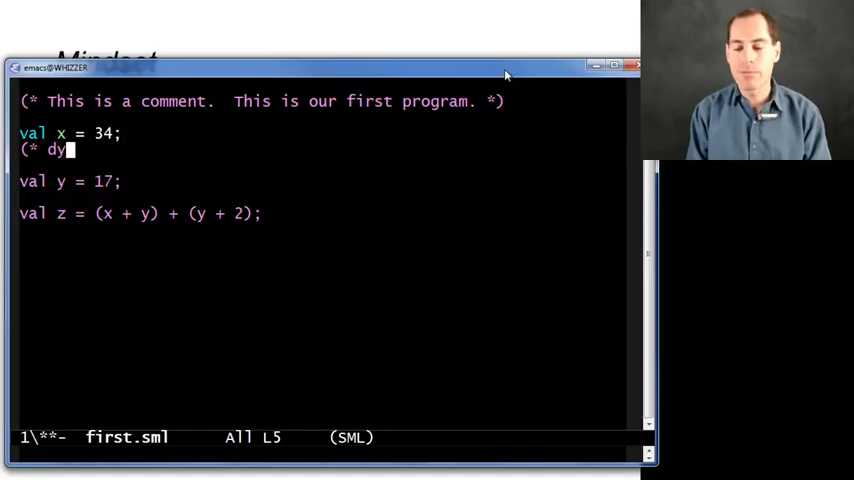 Mindset
emacs@WHIZZER
(* This is a comment.  This is our first program. *)
val x = 34;
(* dy
val y = 17;
val z = (x + y) + (y + 2);
1\**-  first.sml      All L5     (SML)